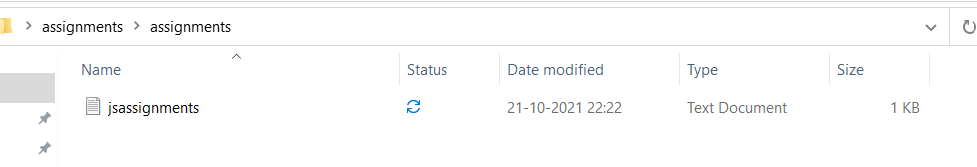 assignments > assignments
Name Status Date modified Type Size
jsassignments 21-10-2021 22:22 Text Document 1 KB